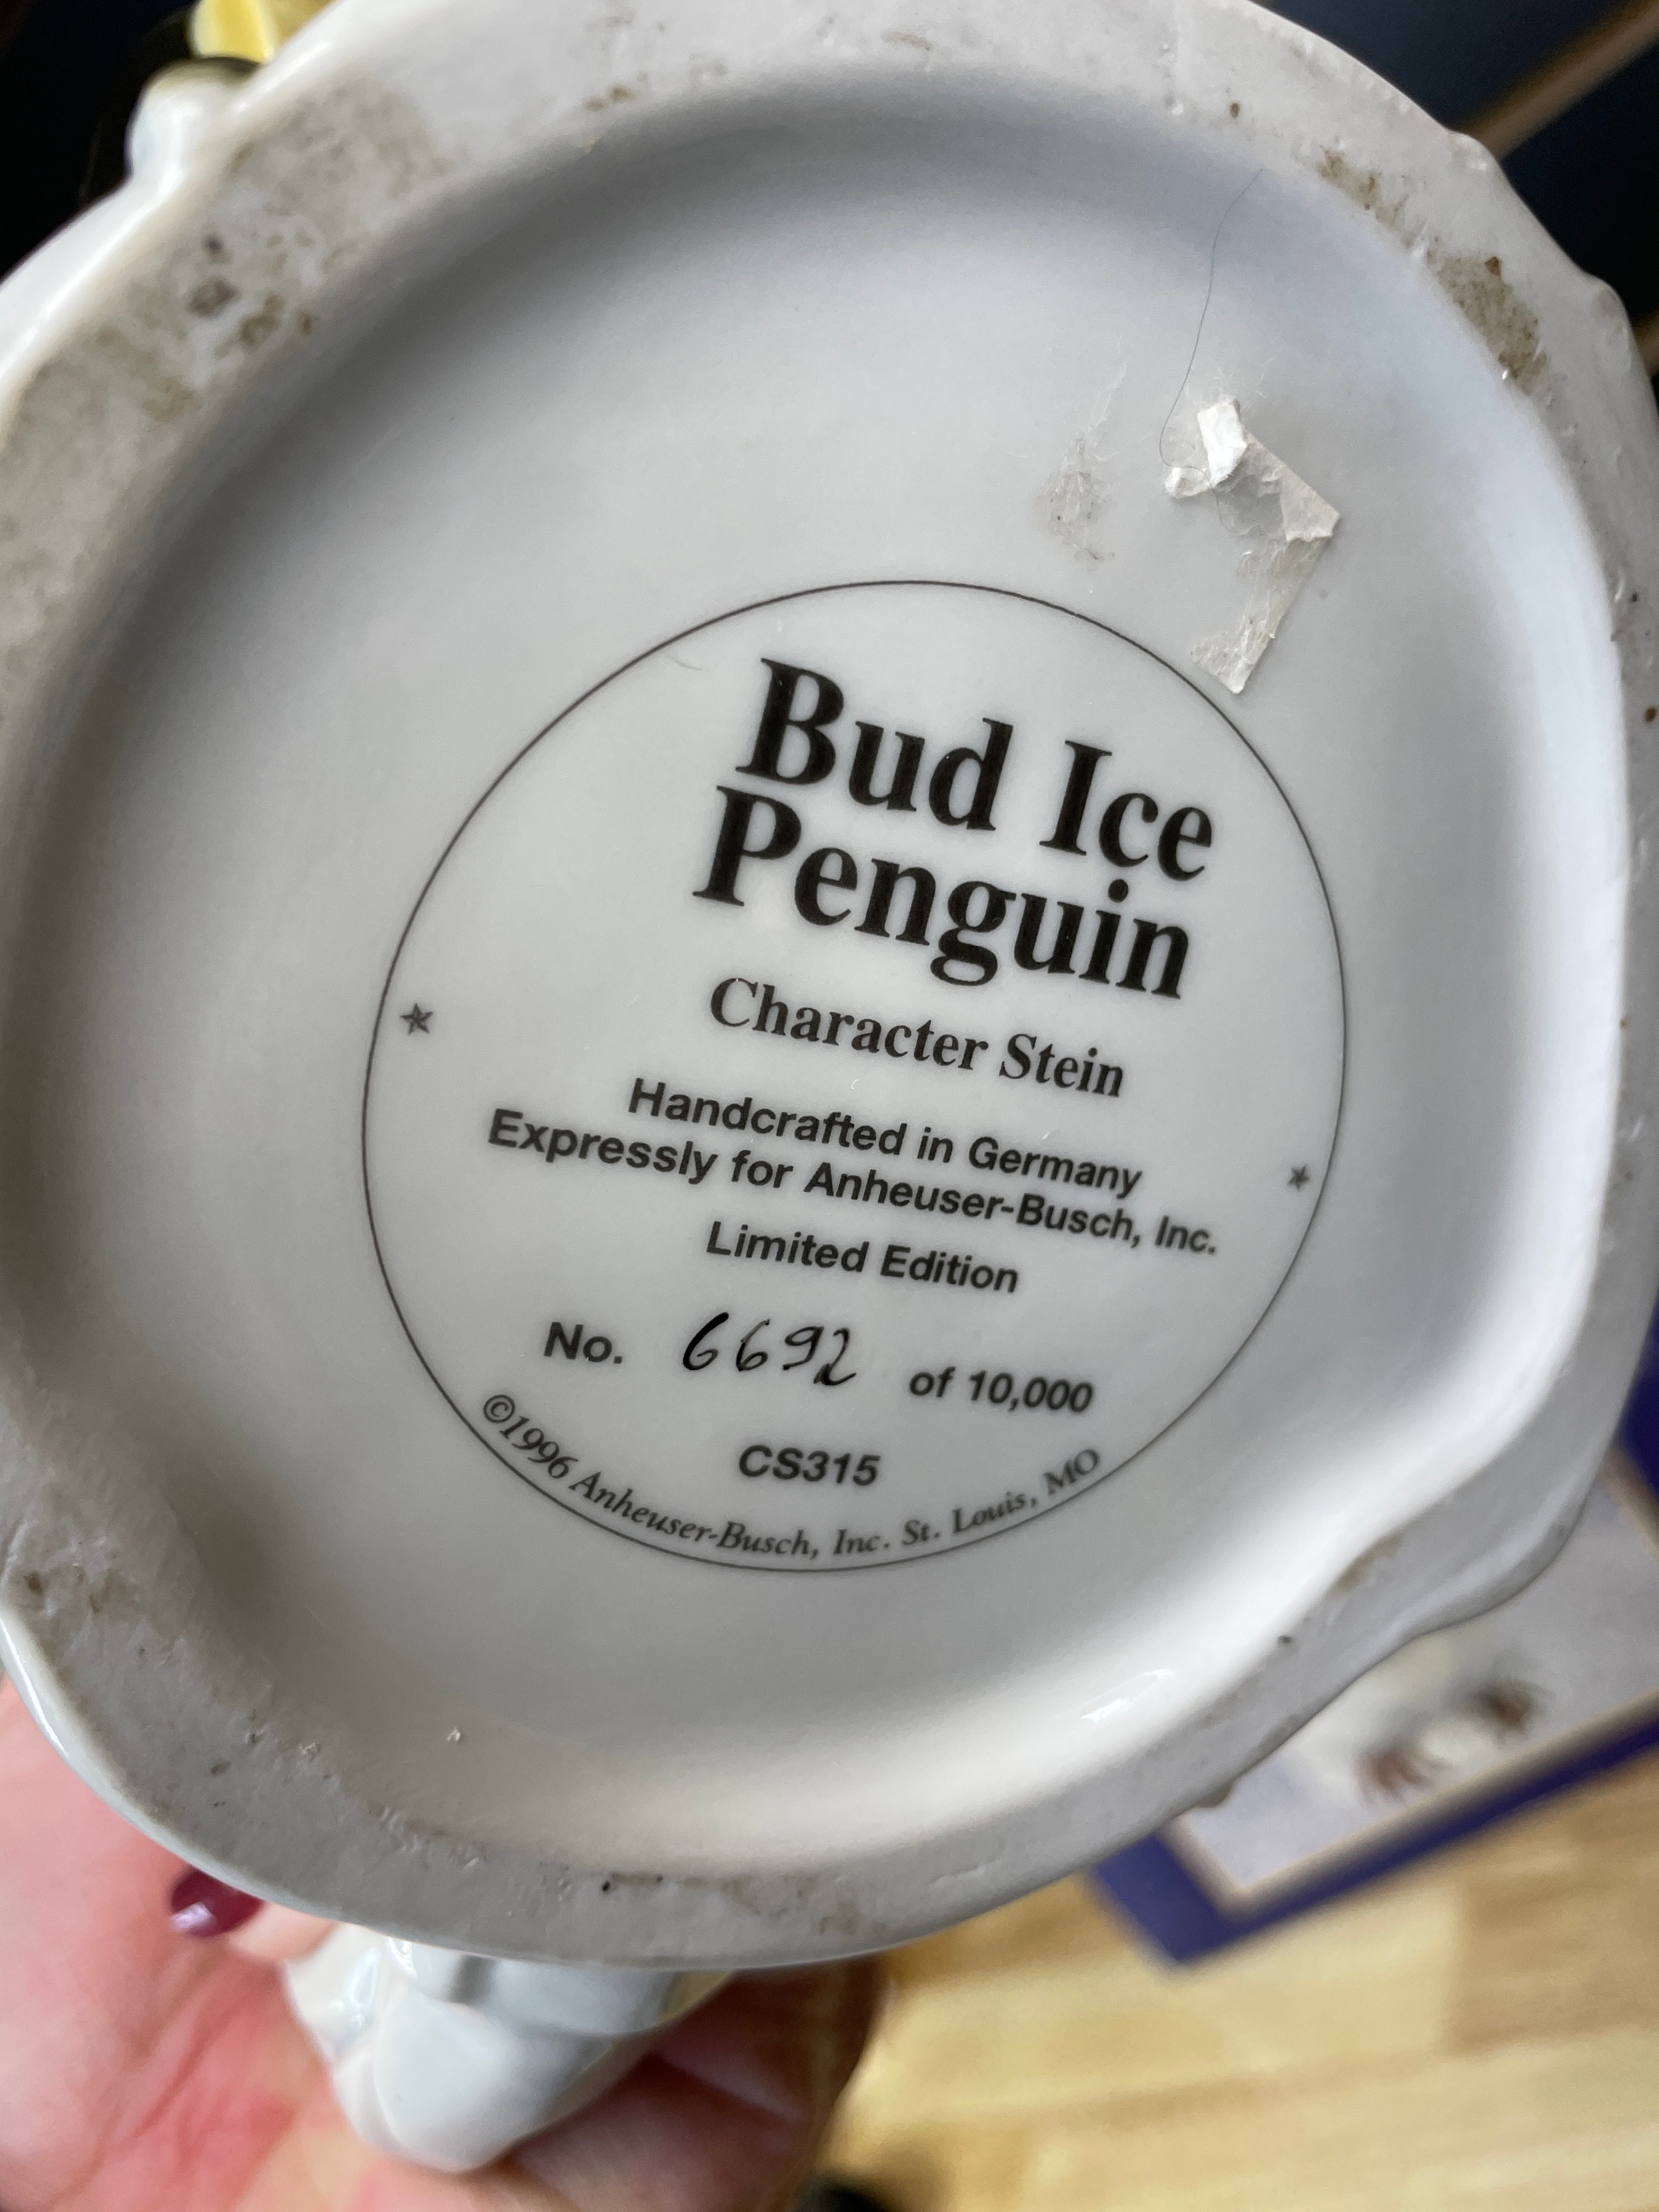 Bud Ice
Penguin
Character Stein
Handcrafted in Germany
Expressly for Anheuser-Busch, Inc.
Limited Edition
No. 6692 of 10,000
CS315
©1996 Anheuser-Busch, Inc. St. Louis, MO